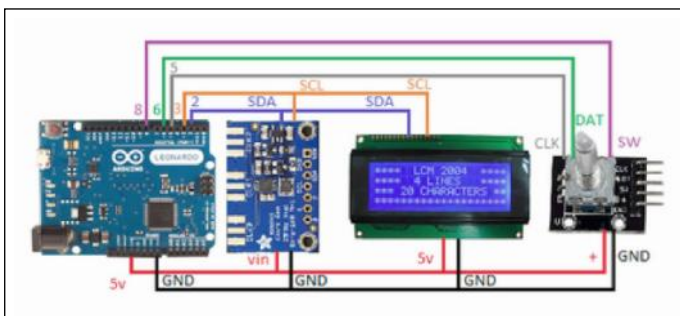 5
SCL
SCL
8
6
3
2
SDA
SDA
CLK
DAT
SW
ARDUINO
LEONARDO
LCM 2004
4 LINES
20 CHARACTERS
5v
GND
vin
GND
5v
GND
+
GND